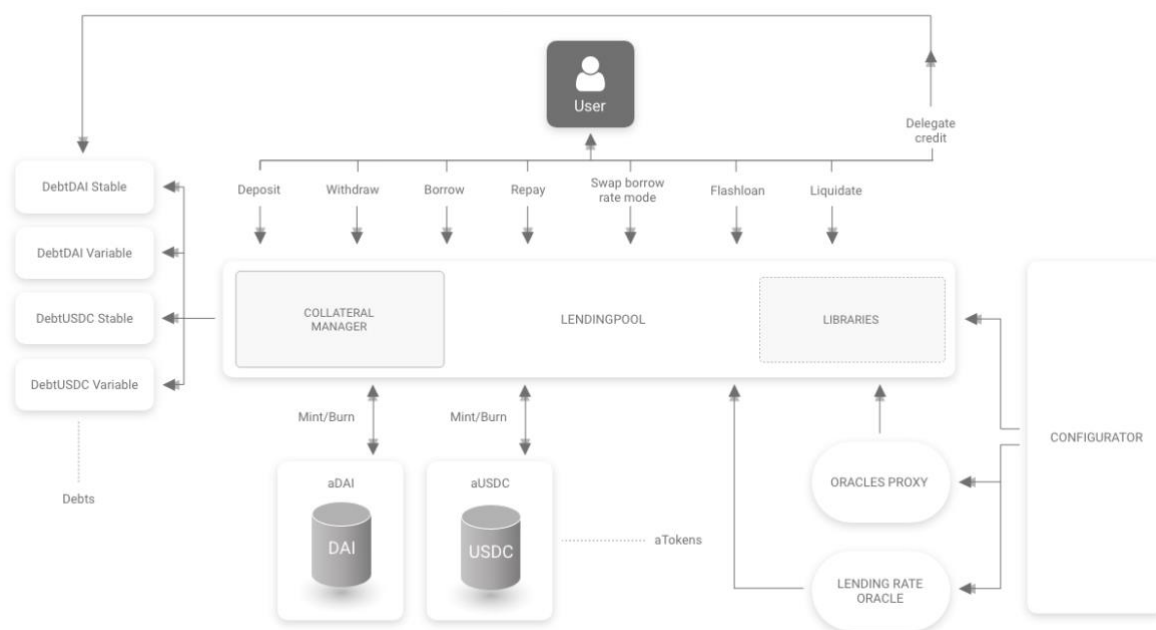 User
Delegate
credit
Deposit
Withdraw
Borrow
Repay
Swap borrow
rate mode
Flashloan
Liquidate
DebtDAI Stable
DebtDAI Variable
DebtUSDC Stable
DebtUSDC Variable
Debts
COLLATERAL
MANAGER
LENDINGPOOL
LIBRARIES
Mint/Burn
Mint/Burn
CONFIGURATOR
aDAI
DAI
aUSDC
USDC
aTokens
ORACLES PROXY
LENDING RATE
ORACLE